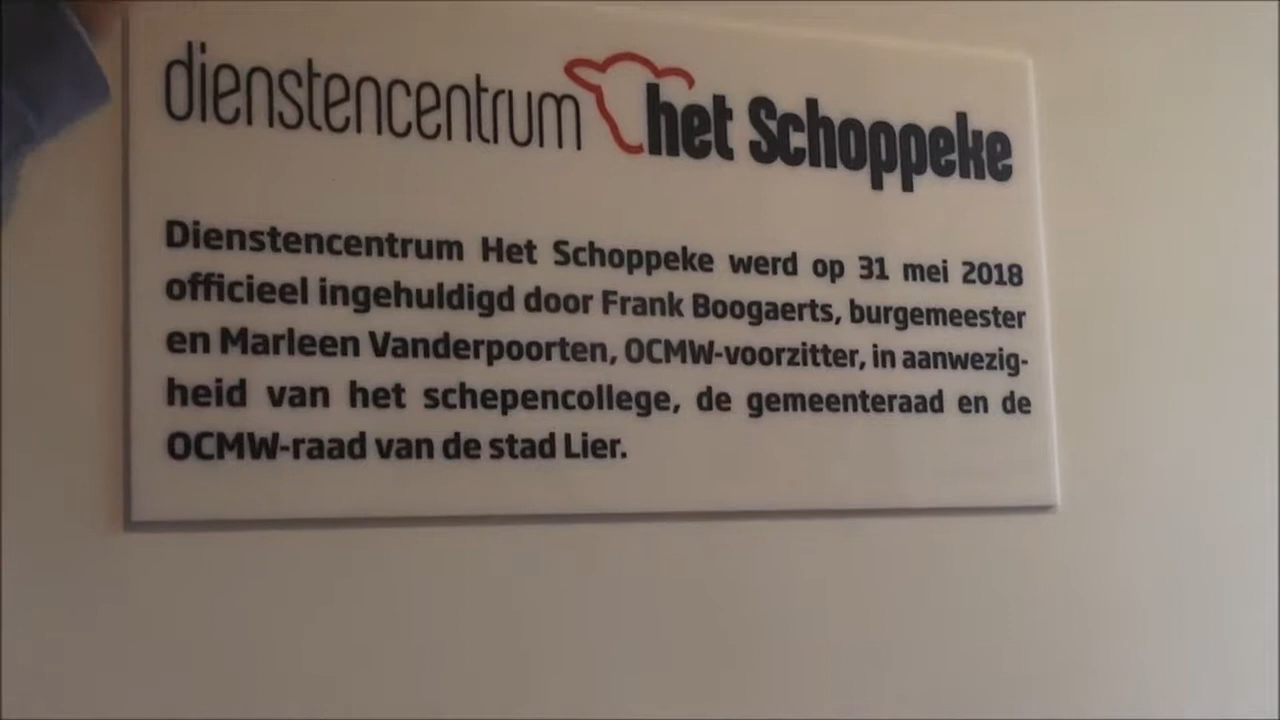 dienstencentrum het Schoppeke
Dienstencentrum Het Schoppeke werd op 31 mei 2018
officieel ingehuldigd door Frank Boogaerts, burgemeester
en Marleen Vanderpoorten, OCMW-voorzitter, in aanwezig-
heid van het schepencollege, de gemeenteraad en de
OCMW-raad van de stad Lier.